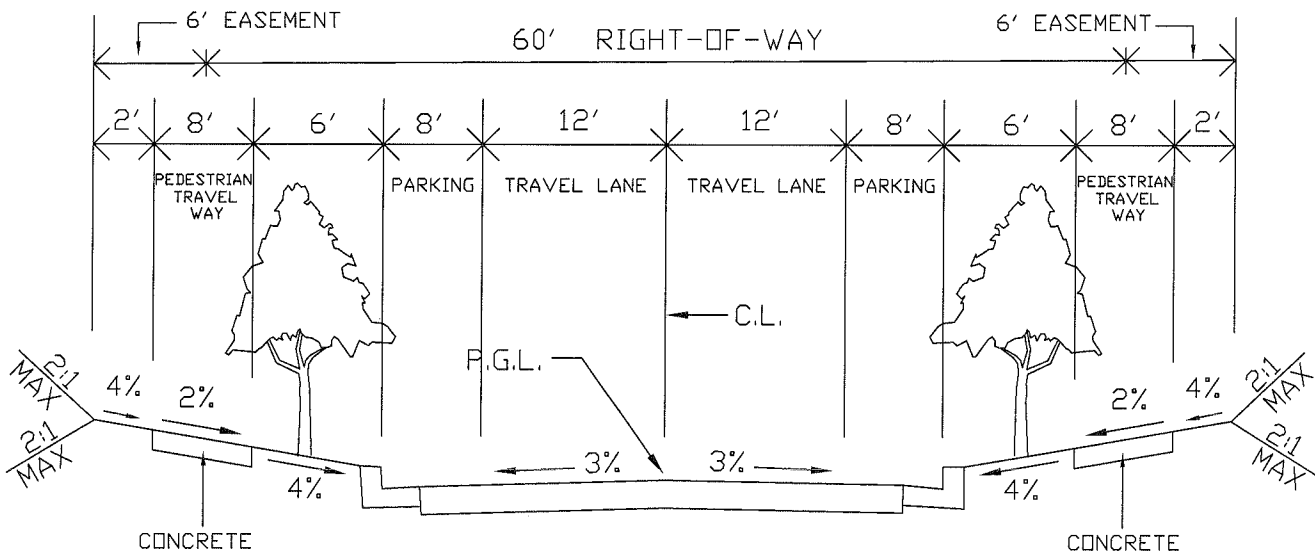 6' EASEMENT
6' EASEMENT
60' RIGHT-OF-WAY
2' 8' 6' 8' 12' 12' 8' 6' 8' 2'
PEDESTRIAN
TRAVEL
WAY
PARKING
TRAVEL LANE
TRAVEL LANE
PARKING
PEDESTRIAN
TRAVEL
WAY
C.L.
P.G.L.
2:1
MAX
2:1
MAX
4%
2%
4%
3%
3%
4%
2%
4%
2:1
MAX
2:1
MAX
CONCRETE
CONCRETE